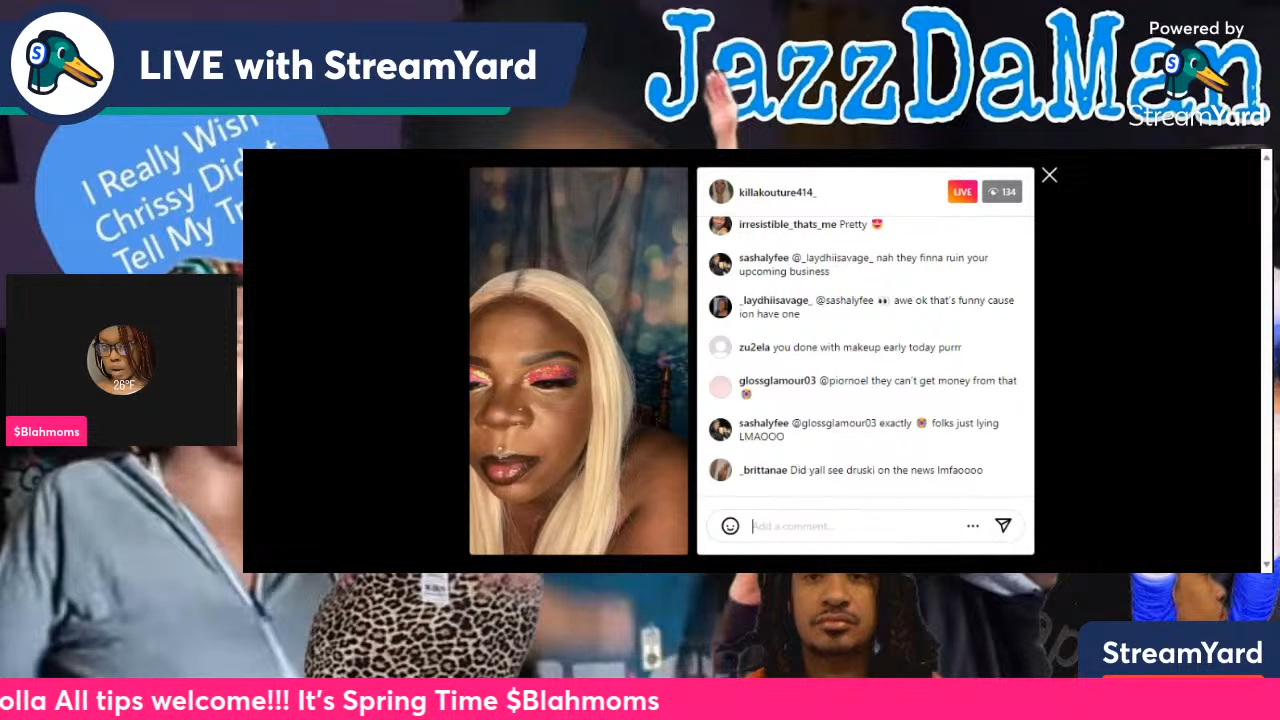 LIVE with StreamYard
JazzDaMan
Powered by
StreamYard
I Really Wish
Chrissy
Tell My
26°F
$Blahmoms
killakouture414_
LIVE
134
irresistible_thats_me Pretty 😍
sashalyfee @_laydhiisavage_ nah they finna ruin your
upcoming business
_laydhiisavage_ @sashalyfee 👀 awe ok that's funny cause
ion have one
zu2ela you done with makeup early today purrr
glossglamour03 @piornoel they can't get money from that
😭
sashalyfee @glossglamour03 exactly 😭 folks just lying
LMAOOO
_brittanae Did yall see druski on the news lmfaoooo
Add a comment...
StreamYard
olla All tips welcome!!! It's Spring Time $Blahmoms